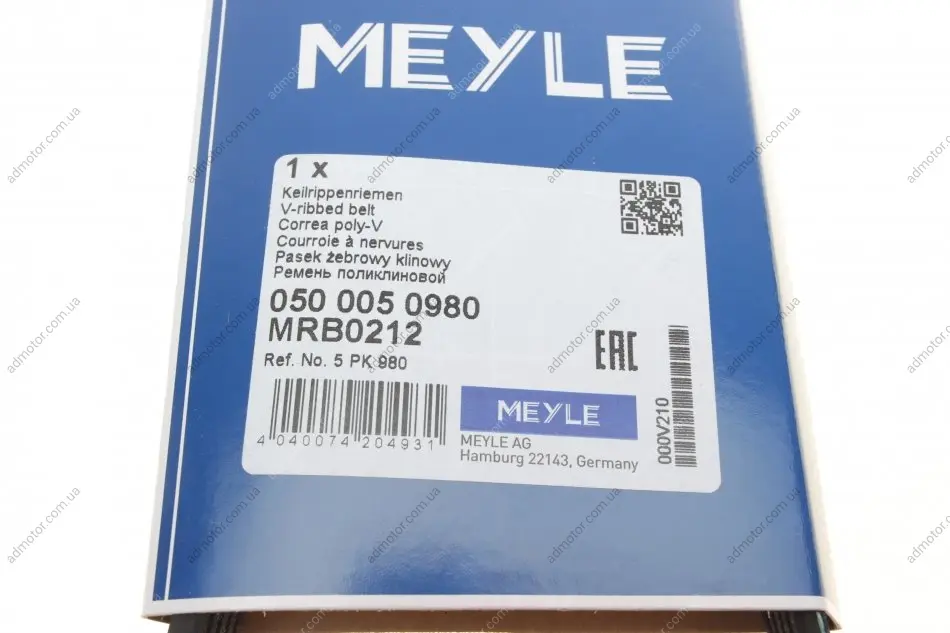 MEYLE
1 x
Keilrippenriemen
V-ribbed belt
Correa poly-V
Courroie à nervures
Pasek żebrowy klinowy
Ремень поликлиновой
050 005 0980
MRB0212
Ref. No. 5 PK 980
EAC
4 040074 204931
MEYLE
MEYLE AG
Hamburg 22143, Germany
000V210
admotor.com.ua